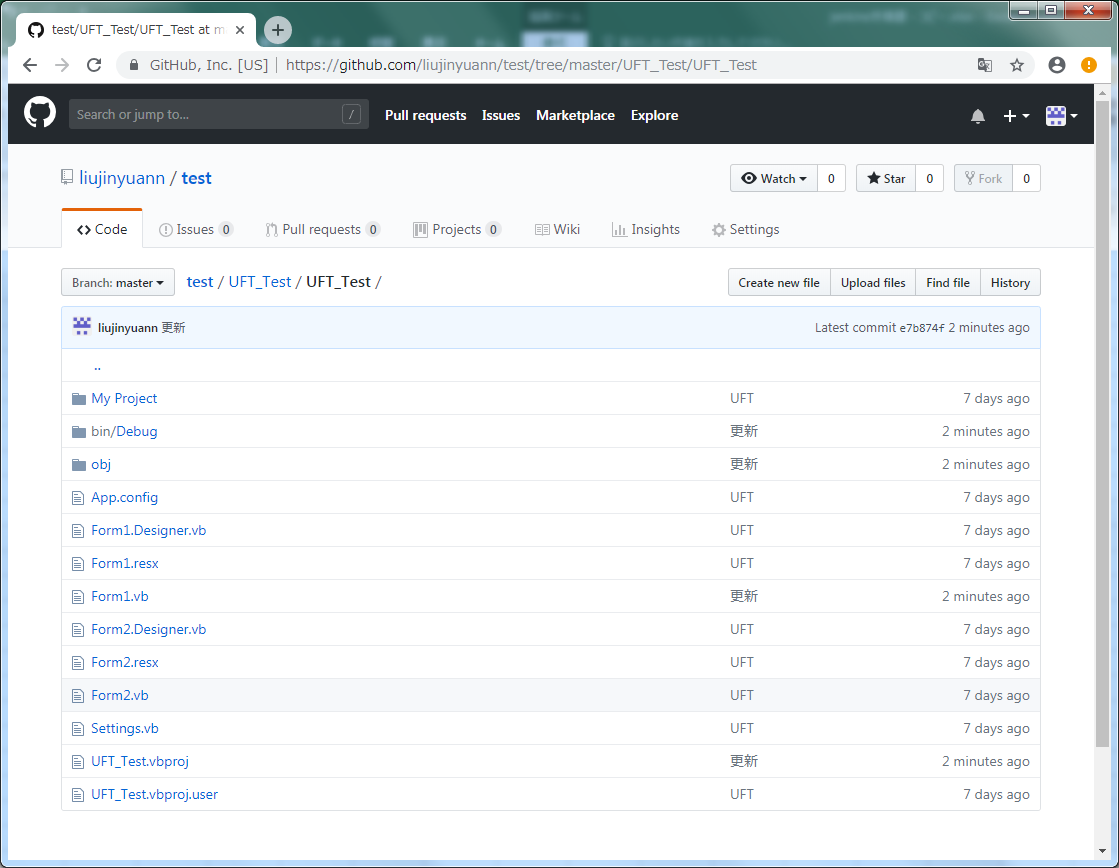 test/UFT_Test/UFT_Test at m
GitHub, Inc. [US] | https://github.com/liujinyuann/test/tree/master/UFT_Test/UFT_Test
Search or jump to... / Pull requests Issues Marketplace Explore
liujinyuann / test Watch 0 Star 0 Fork 0
Code Issues 0 Pull requests 0 Projects 0 Wiki Insights Settings
Branch: master test / UFT_Test / UFT_Test / Create new file Upload files Find file History
liujinyuann 更新 Latest commit e7b874f 2 minutes ago
..
My Project UFT 7 days ago
bin/Debug 更新 2 minutes ago
obj 更新 2 minutes ago
App.config UFT 7 days ago
Form1.Designer.vb UFT 7 days ago
Form1.resx UFT 7 days ago
Form1.vb 更新 2 minutes ago
Form2.Designer.vb UFT 7 days ago
Form2.resx UFT 7 days ago
Form2.vb UFT 7 days ago
Settings.vb UFT 7 days ago
UFT_Test.vbproj 更新 2 minutes ago
UFT_Test.vbproj.user UFT 7 days ago